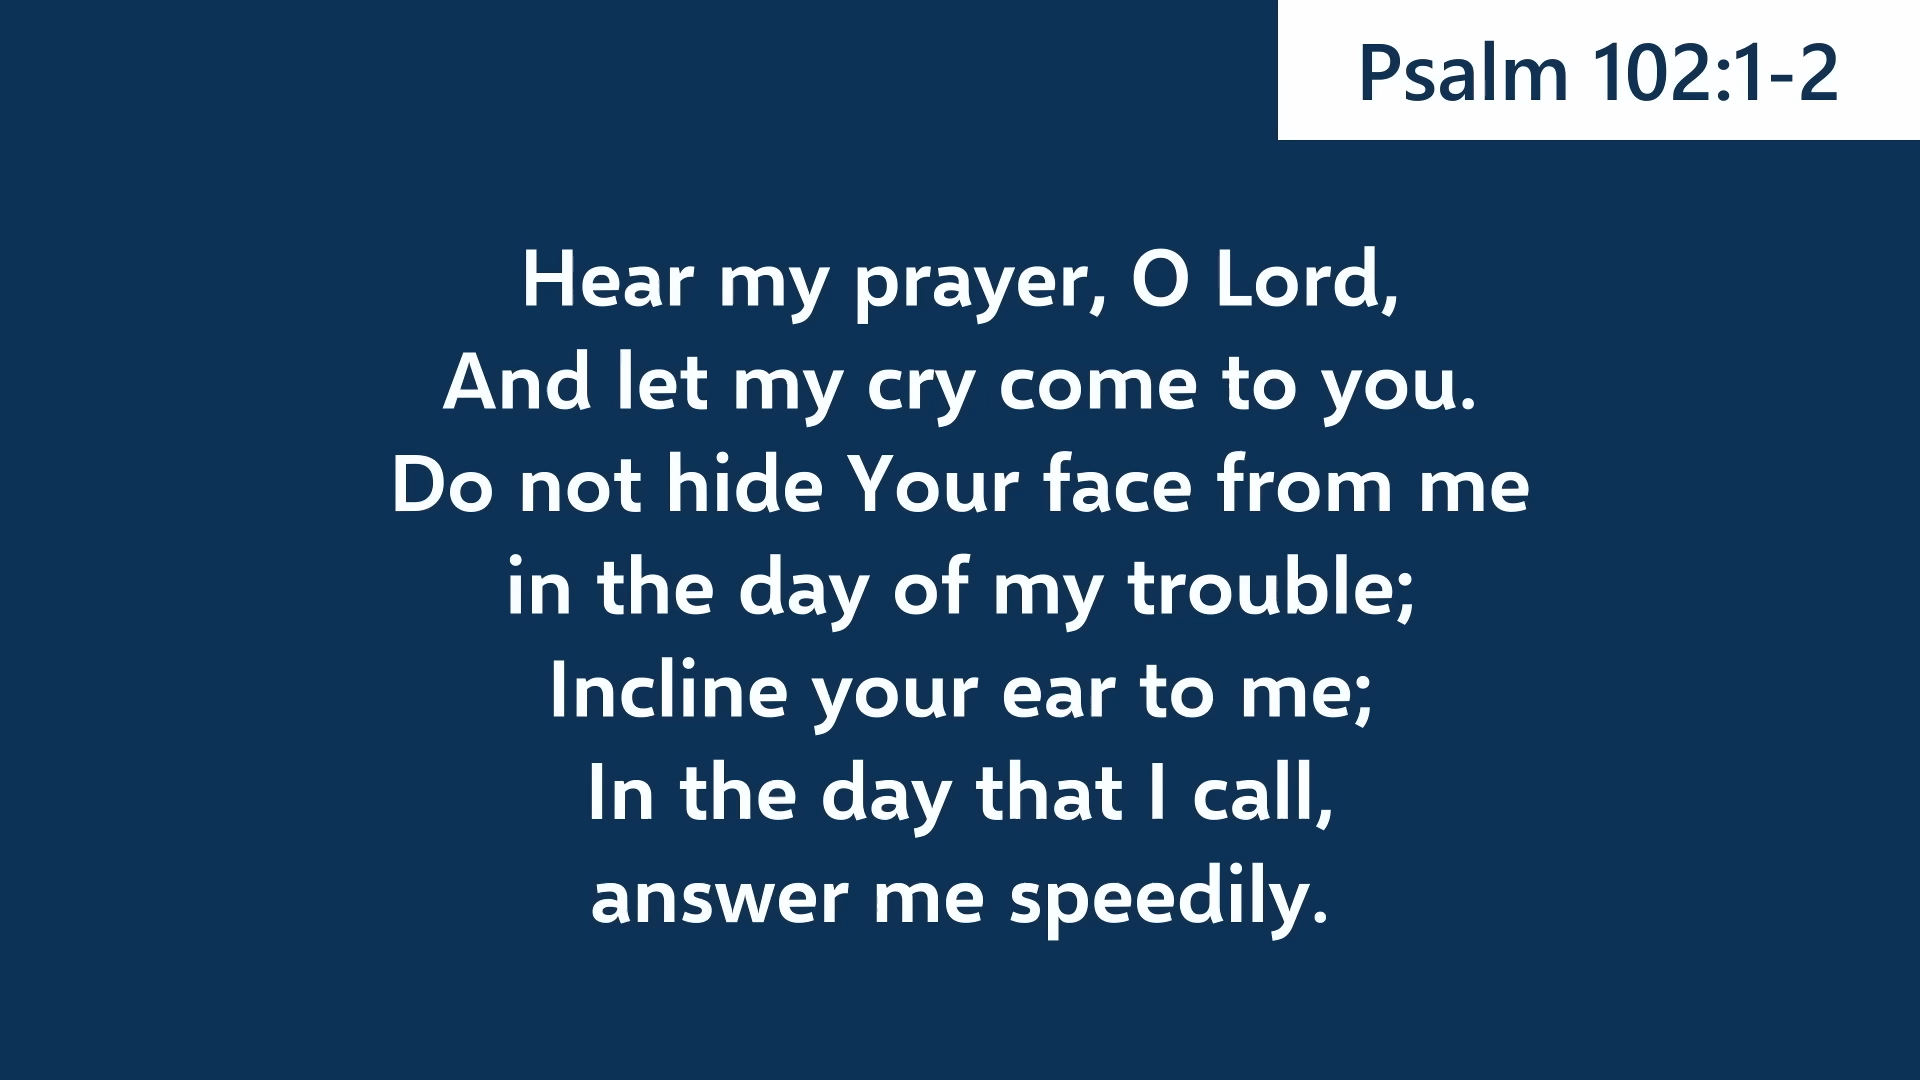 Psalm 102:1-2
Hear my prayer, O Lord,
And let my cry come to you.
Do not hide Your face from me
in the day of my trouble;
Incline your ear to me;
In the day that I call,
answer me speedily.